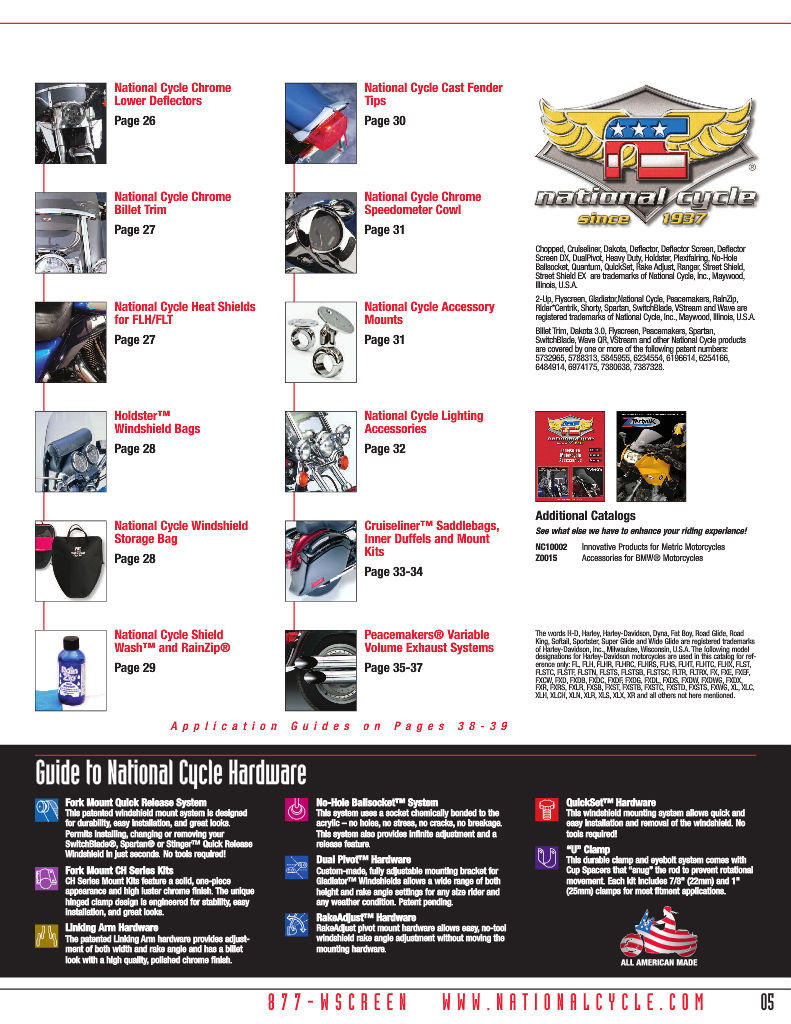 National Cycle Chrome
Lower Deflectors
Page 26
National Cycle Chrome
Billet Trim
Page 27
National Cycle Heat Shields
for FLH/FLT
Page 27
Holdster™
Windshield Bags
Page 28
National Cycle Windshield
Storage Bag
Page 28
National Cycle Shield
Wash™ and RainZip®
Page 29
National Cycle Cast Fender
Tips
Page 30
National Cycle Chrome
Speedometer Cowl
Page 31
National Cycle Accessory
Mounts
Page 31
National Cycle Lighting
Accessories
Page 32
Cruiseliner™ Saddlebags,
Inner Duffels and Mount
Kits
Page 33-34
Peacemakers® Variable
Volume Exhaust Systems
Page 35-37
Application Guides on Pages 38-39
®
national cycle
since 1937
Chopped, Cruiseliner, Dakota, Deflector, Deflector Screen, Deflector
Screen DX, DualPivot, Heavy Duty, Holdster, Plexifairing, No-Hole
Ballsocket, Quantum, QuickSet, Rake Adjust, Ranger, Street Shield,
Street Shield EX are trademarks of National Cycle, Inc., Maywood,
Illinois, U.S.A.
2-Up, Flyscreen, Gladiator,National Cycle, Peacemakers, RainZip,
Rider*Centrik, Shorty, Spartan, SwitchBlade, VStream and Wave are
registered trademarks of National Cycle, Inc., Maywood, Illinois, U.S.A.
Billet Trim, Dakota 3.0, Flyscreen, Peacemakers, Spartan,
SwitchBlade, Wave QR, VStream and other National Cycle products
are covered by one or more of the following patent numbers:
5732965, 5788313, 5845955, 6234554, 6196614, 6254166,
6484914, 6974175, 7380638, 7387328.
Additional Catalogs
See what else we have to enhance your riding experience!
NC10002 Innovative Products for Metric Motorcycles
Z0015 Accessories for BMW® Motorcycles
The words H-D, Harley, Harley-Davidson, Dyna, Fat Boy, Road Glide, Road
King, Softail, Sportster, Super Glide and Wide Glide are registered trademarks
of Harley-Davidson, Inc., Milwaukee, Wisconsin, U.S.A. The following model
designations for Harley-Davidson motorcycles are used in this catalog for ref-
erence only: FL, FLH, FLHR, FLHRC, FLHRS, FLHS, FLHT, FLHTC, FLHX, FLST,
FLSTC, FLSTF, FLSTN, FLSTS, FLSTSB, FLSTSC, FLTR, FLTRX, FX, FXE, FXEF,
FXCW, FXD, FXDB, FXDC, FXDF, FXDG, FXDL, FXDS, FXDW, FXDWG, FXDX,
FXR, FXRS, FXLR, FXSB, FXST, FXSTB, FXSTC, FXSTD, FXSTS, FXWG, XL, XLC,
XLH, XLCH, XLN, XLR, XLS, XLX, XR and all others not here mentioned.
Guide to National Cycle Hardware
Fork Mount Quick Release System
This patented windshield mount system is designed
for durability, easy installation, and great looks.
Permits installing, changing or removing your
SwitchBlade®, Spartan® or Stinger™ Quick Release
Windshield in just seconds. No tools required!
Fork Mount CH Series Kits
CH Series Mount Kits feature a solid, one-piece
appearance and high luster chrome finish. The unique
hinged clamp design is engineered for stability, easy
installation, and great looks.
Linking Arm Hardware
The patented Linking Arm hardware provides adjust-
ment of both width and rake angle and has a billet
look with a high quality, polished chrome finish.
No-Hole Ballsocket™ System
This system uses a socket chemically bonded to the
acrylic – no holes, no stress, no cracks, no breakage.
This system also provides infinite adjustment and a
release feature.
Dual Pivot™ Hardware
Custom-made, fully adjustable mounting bracket for
Gladiator™ Windshields allows a wide range of both
height and rake angle settings for any size rider and
any weather condition. Patent pending.
RakeAdjust™ Hardware
RakeAdjust pivot mount hardware allows easy, no-tool
windshield rake angle adjustment without moving the
mounting hardware.
QuickSet™ Hardware
This windshield mounting system allows quick and
easy installation and removal of the windshield. No
tools required!
“U” Clamp
This durable clamp and eyebolt system comes with
Cup Spacers that “snug” the rod to prevent rotational
movement. Each kit includes 7/8" (22mm) and 1"
(25mm) clamps for most fitment applications.
ALL AMERICAN MADE
877-WSCREEN WWW.NATIONALCYCLE.COM 05